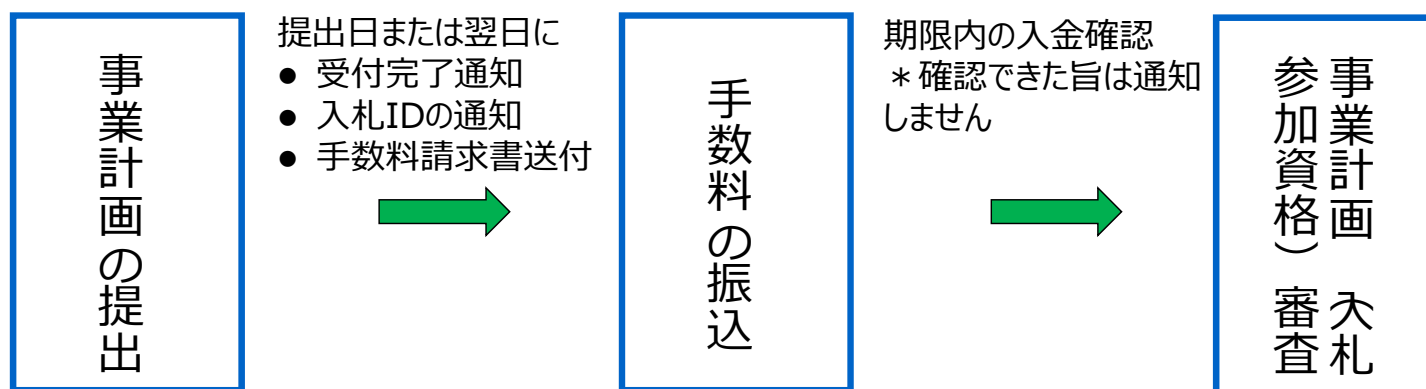 事業計画の提出
提出日または翌日に
● 受付完了通知
● 入札IDの通知
● 手数料請求書送付
手数料の振込
期限内の入金確認
＊確認できた旨は通知
しません
事業計画（入札
参加資格）審査